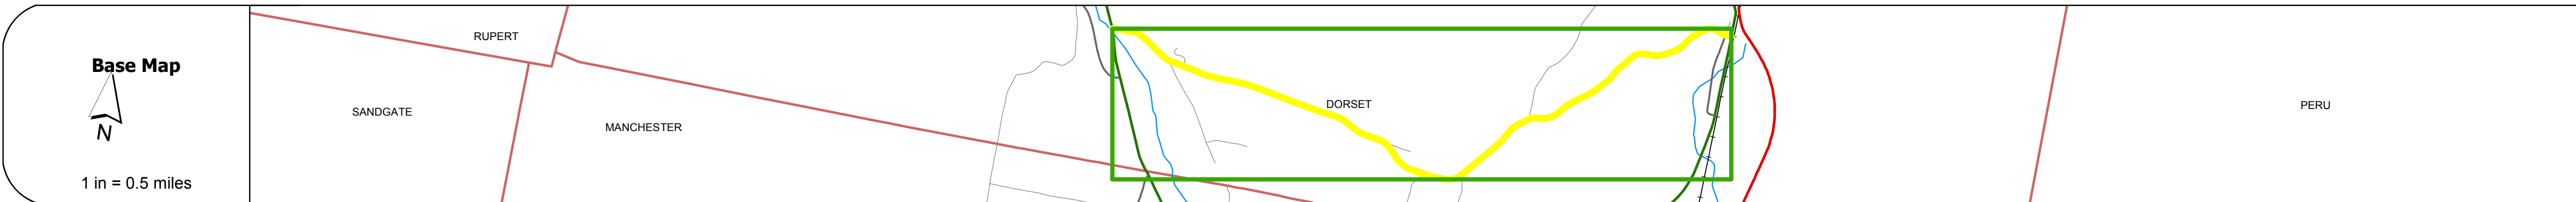 Base Map
N
1 in = 0.5 miles
RUPERT
SANDGATE
MANCHESTER
DORSET
PERU